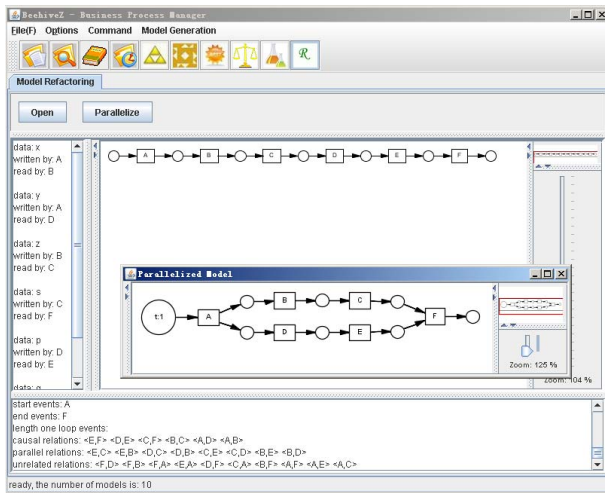 BeehiveZ - Business Process Manager
File(F) Options Command Model Generation
R
Model Refactoring
Open Parallelize
data: x
written by: A
read by: B
data: y
written by: A
read by: D
data: z
written by: B
read by: C
data: s
written by: C
read by: F
data: p
written by: D
read by: E
data: q
A B C D E F
Parallelized Model
t:1 A B C D E F
Zoom: 125 %
Zoom: 104 %
start events: A
end events: F
length one loop events:
causal relations: <E,F> <D,E> <C,F> <B,C> <A,D> <A,B>
parallel relations: <E,C> <E,B> <D,C> <D,B> <C,E> <C,D> <B,E> <B,D>
unrelated relations: <F,D> <F,B> <F,A> <E,A> <D,F> <C,A> <B,F> <A,F> <A,E> <A,C>
ready, the number of models is: 10